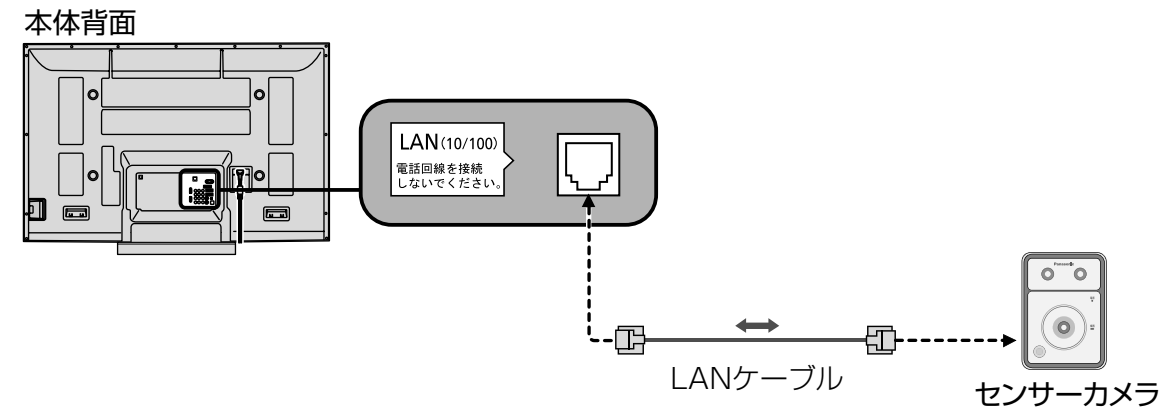 本体背面
LAN(10/100)
電話回線を接続
しないでください。
Panasonic
LANケーブル
センサーカメラ